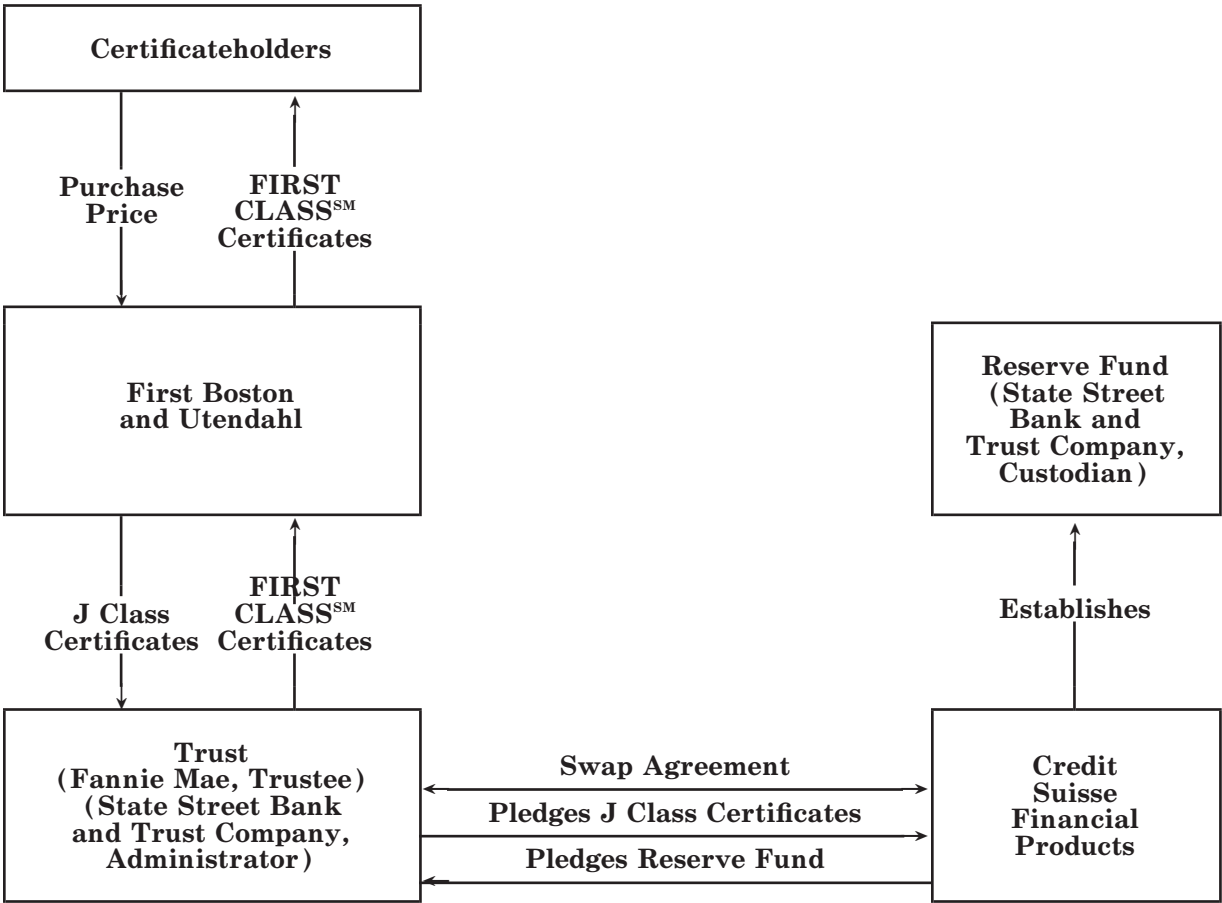 Certificateholders
Purchase
Price
FIRST
CLASS℠
Certificates
First Boston
and Utendahl
Reserve Fund
(State Street
Bank and
Trust Company,
Custodian)
J Class
Certificates
FIRST
CLASS℠
Certificates
Establishes
Trust
(Fannie Mae, Trustee)
(State Street Bank
and Trust Company,
Administrator)
Swap Agreement
Pledges J Class Certificates
Pledges Reserve Fund
Credit
Suisse
Financial
Products